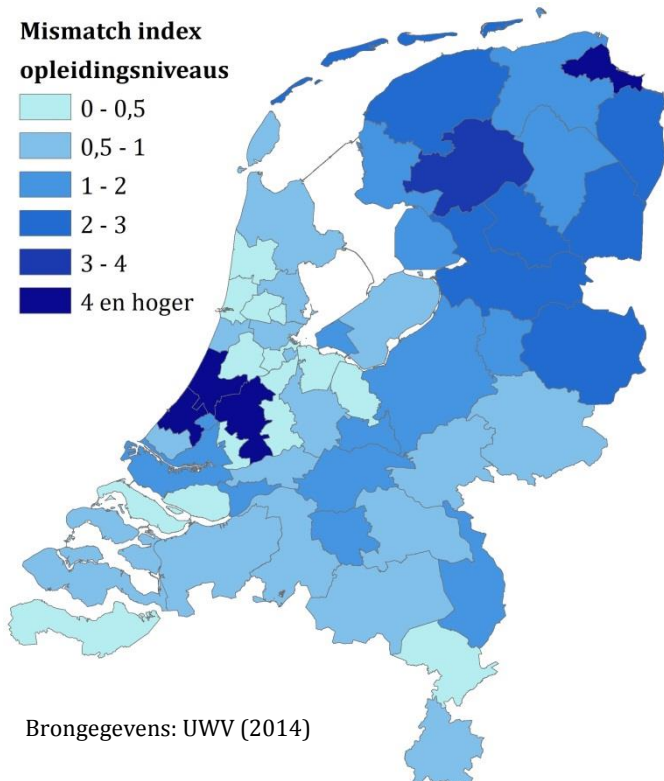 Mismatch index
opleidingsniveaus
0 - 0,5
0,5 - 1
1 - 2
2 - 3
3 - 4
4 en hoger
Brongegevens: UWV (2014)